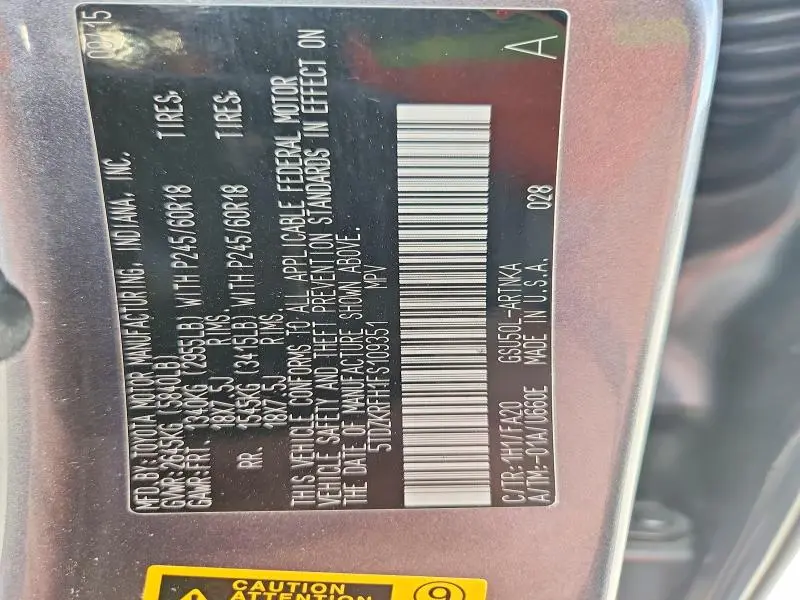 MFD.BY:TOYOTA MOTOR MANUFACTURING, INDIANA, INC.
GVWR:2645KG (5840LB)
GAWR:FRT. 1340KG (2955LB) WITH P245/60R18 TIRES,
18X7.5J RIMS.
RR. 1545KG (3415LB) WITH P245/60R18 TIRES,
18X7.5J RIMS.
THIS VEHICLE CONFORMS TO ALL APPLICABLE FEDERAL MOTOR
VEHICLE SAFETY AND THEFT PREVENTION STANDARDS IN EFFECT ON
THE DATE OF MANUFACTURE SHOWN ABOVE.
5TDZKRFH1FS109351 MPV
C/TR:1H1/FA20 GSU50L-ARTNKA 028
A/TM:-01A/U660E MADE IN U.S.A.
A
CAUTION
ATTENTION